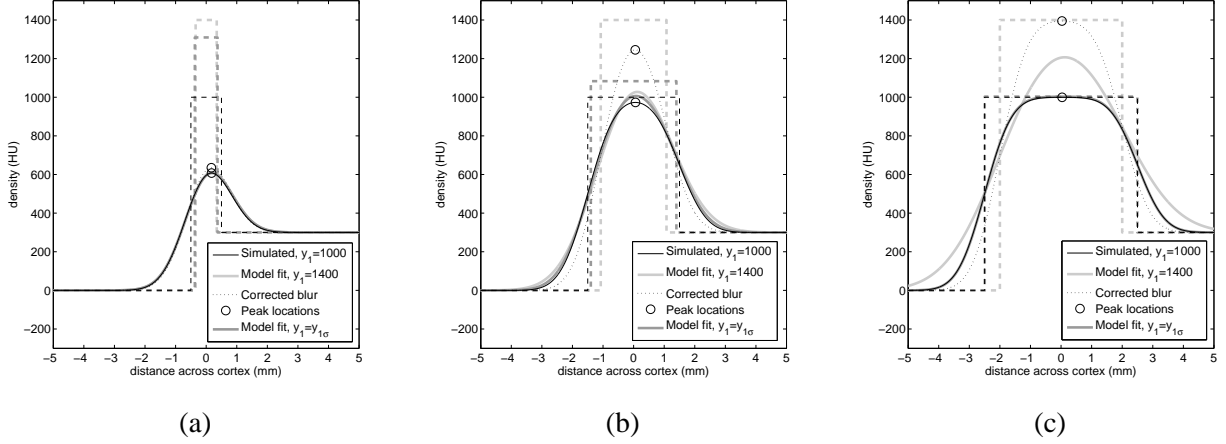 1400
1200
1000
800
600
400
200
0
−200
density (HU)
−5 −4 −3 −2 −1 0 1 2 3 4 5
distance across cortex (mm)
Simulated, y1=1000
Model fit, y1=1400
Corrected blur
Peak locations
Model fit, y1=y1σ
(a)
1400
1200
1000
800
600
400
200
0
−200
density (HU)
−5 −4 −3 −2 −1 0 1 2 3 4 5
distance across cortex (mm)
Simulated, y1=1000
Model fit, y1=1400
Corrected blur
Peak locations
Model fit, y1=y1σ
(b)
1400
1200
1000
800
600
400
200
0
−200
density (HU)
−5 −4 −3 −2 −1 0 1 2 3 4 5
distance across cortex (mm)
Simulated, y1=1000
Model fit, y1=1400
Corrected blur
Peak locations
Model fit, y1=y1σ
(c)